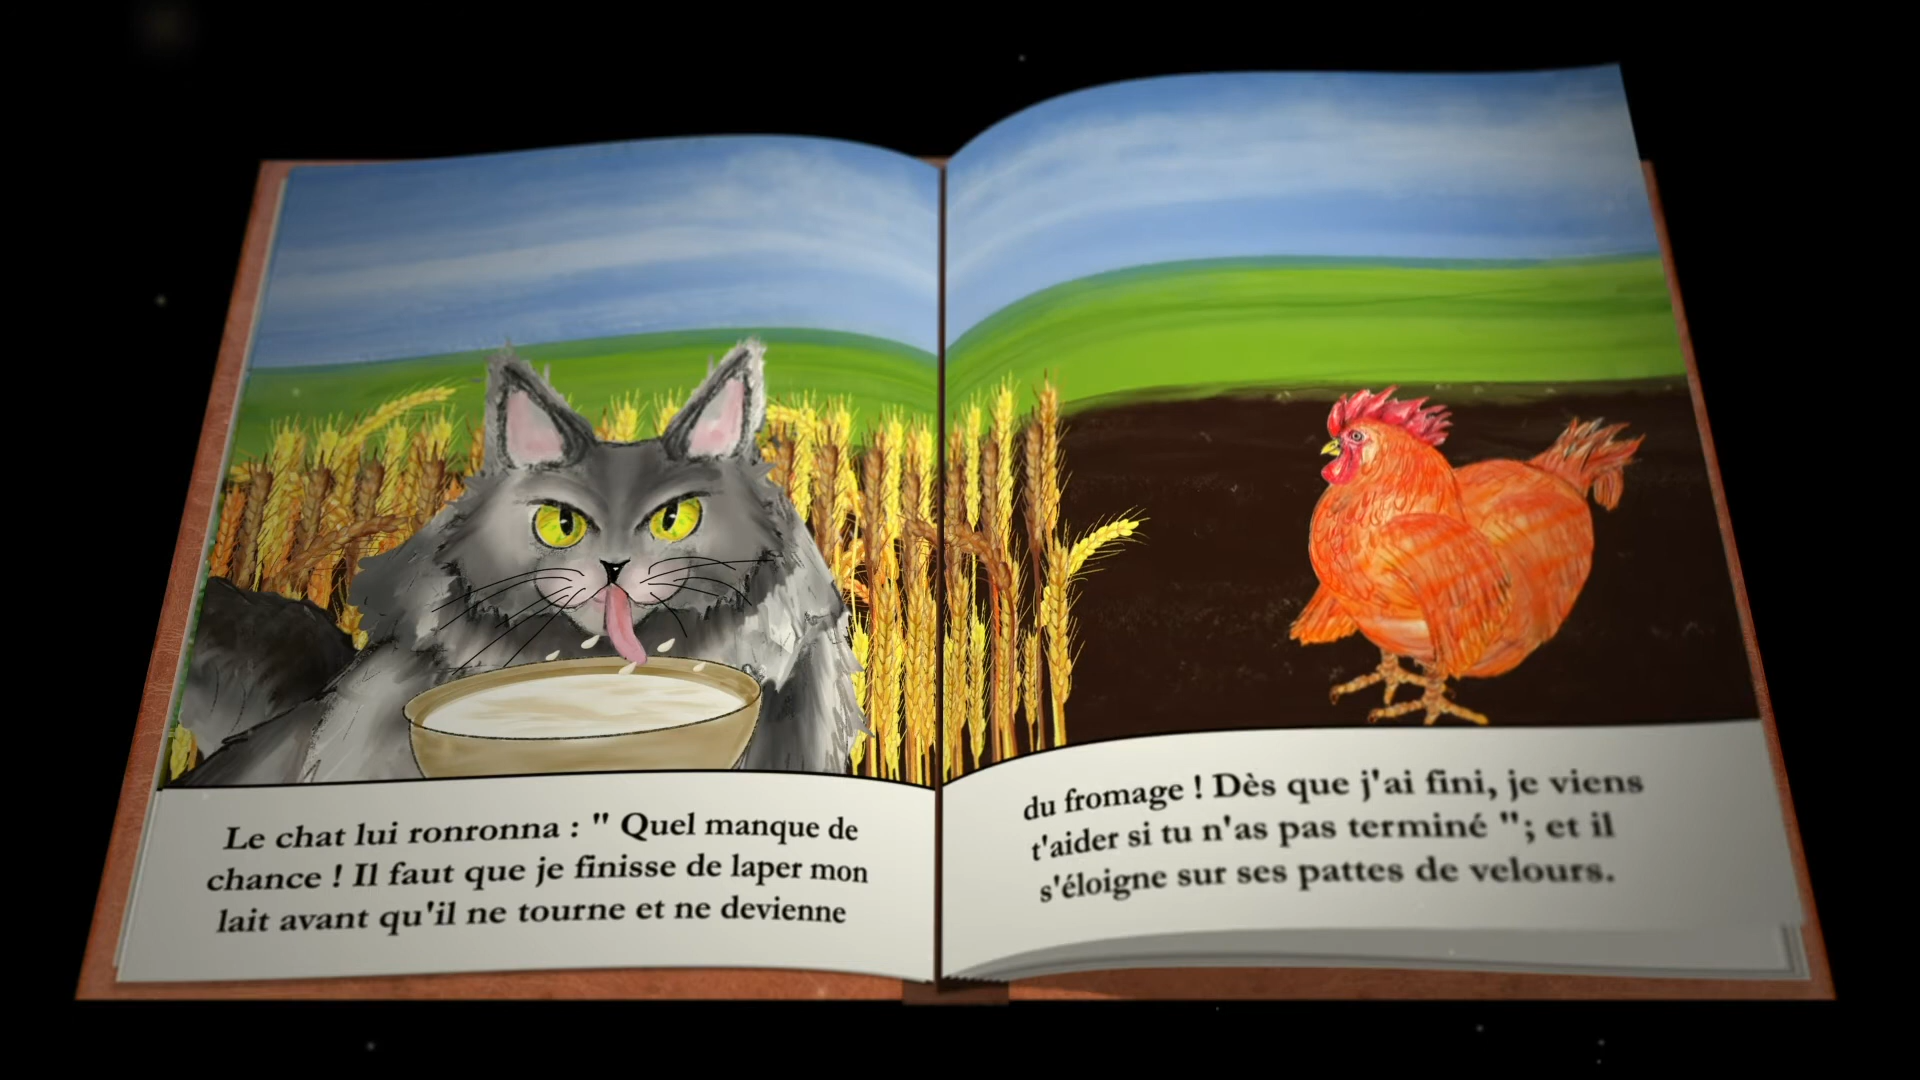 Le chat lui ronronna : " Quel manque de
chance ! Il faut que je finisse de laper mon
lait avant qu'il ne tourne et ne devienne
du fromage ! Dès que j'ai fini, je viens
t'aider si tu n'as pas terminé "; et il
s'éloigne sur ses pattes de velours.